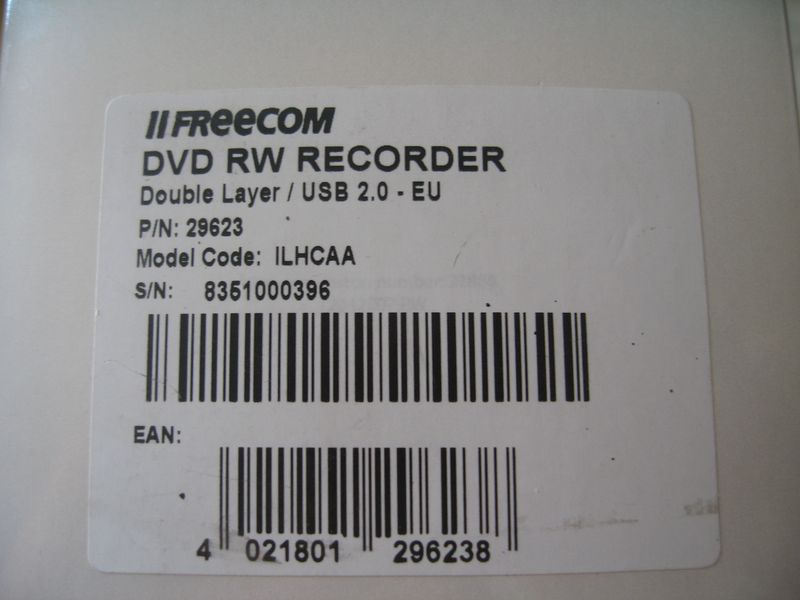 FREECOM
DVD RW RECORDER
Double Layer / USB 2.0 - EU
P/N: 29623
Model Code: ILHCAA
S/N: 8351000396
EAN:
4 021801 296238